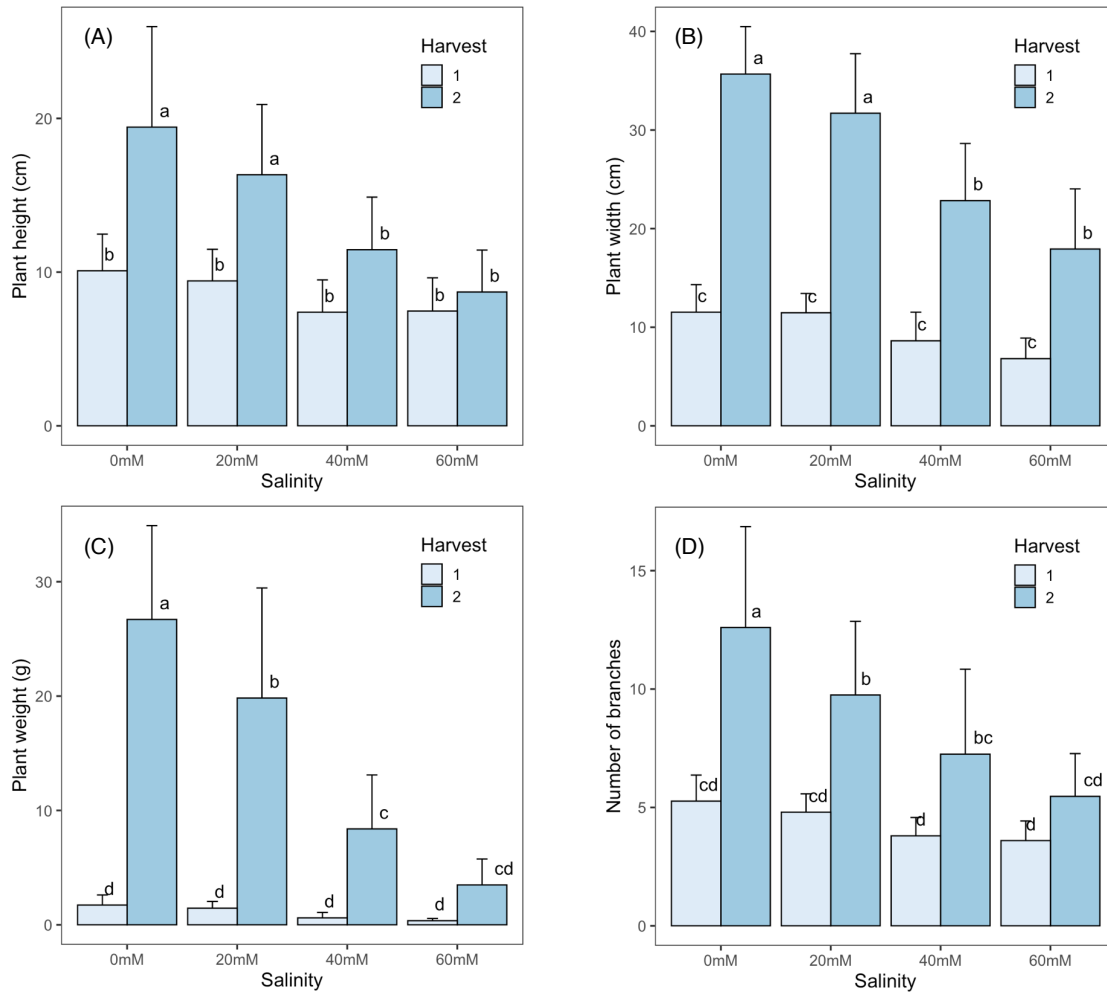 (A)
Harvest
1
2
Plant height (cm)
20
10
0
a
a
b
b
b
b
b
b
0mM 20mM 40mM 60mM
Salinity
(B)
Harvest
1
2
Plant width (cm)
40
30
20
10
0
a
a
b
b
c
c
c
c
0mM 20mM 40mM 60mM
Salinity
(C)
Harvest
1
2
Plant weight (g)
30
20
10
0
a
b
c
cd
d
d
d
d
0mM 20mM 40mM 60mM
Salinity
(D)
Harvest
1
2
Number of branches
15
10
5
0
a
b
bc
cd
cd
cd
d
d
0mM 20mM 40mM 60mM
Salinity